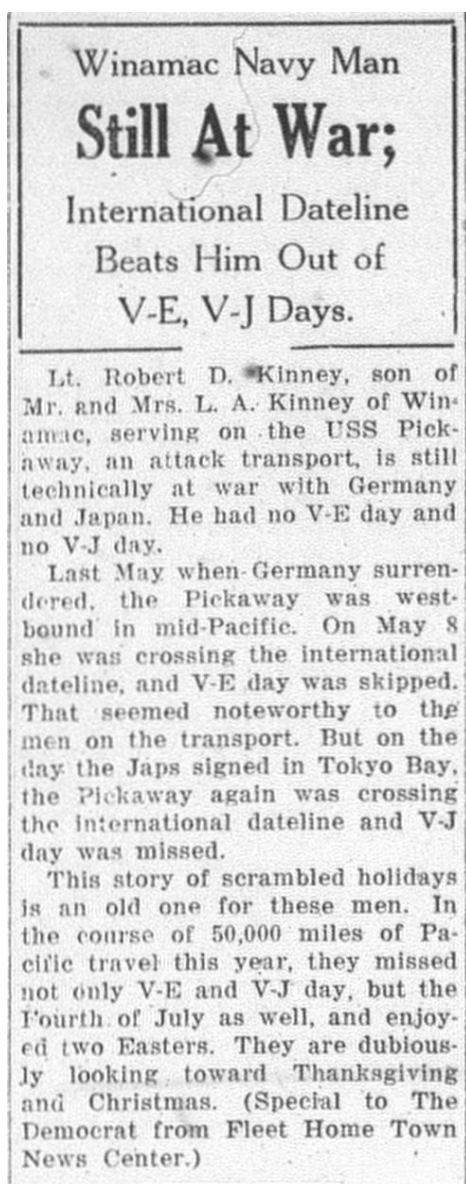 Winamac Navy Man
Still At War;
International Dateline
Beats Him Out of
V-E, V-J Days.
Lt. Robert D. Kinney, son of
Mr. and Mrs. L. A. Kinney of Win-
amac, serving on the USS Pick-
away, an attack transport, is still
technically at war with Germany
and Japan. He had no V-E day and
no V-J day.
Last May when Germany surren-
dered, the Pickaway was west-
bound in mid-Pacific. On May 8
she was crossing the international
dateline, and V-E day was skipped.
That seemed noteworthy to the
men on the transport. But on the
day the Japs signed in Tokyo Bay,
the Pickaway again was crossing
the international dateline and V-J
day was missed.
This story of scrambled holidays
is an old one for these men. In
the course of 50,000 miles of Pa-
cific travel this year, they missed
not only V-E and V-J day, but the
Fourth of July as well, and enjoy-
ed two Easters. They are dubious-
ly looking toward Thanksgiving
and Christmas. (Special to The
Democrat from Fleet Home Town
News Center.)